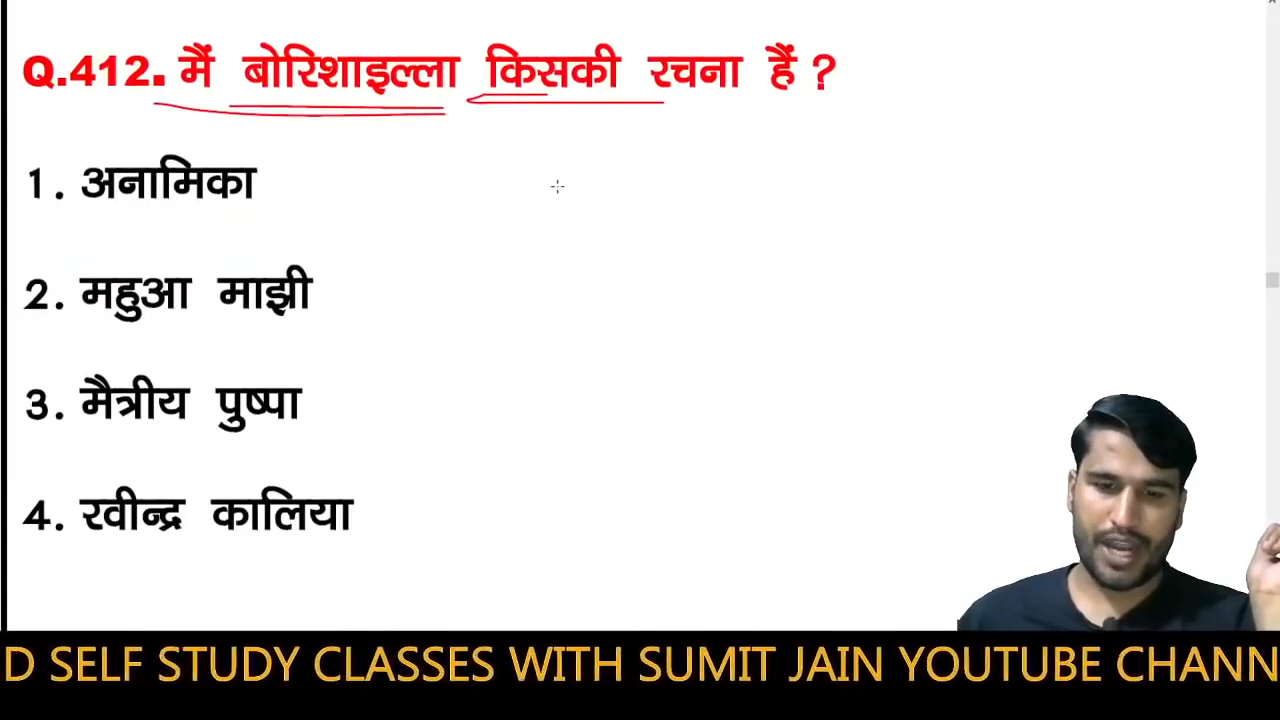 Q.412. मैं बोरिशाइल्ला किसकी रचना हैं ?
1. अनामिका
2. महुआ माझी
3. मैत्रीय पुष्पा
4. रवीन्द्र कालिया
D SELF STUDY CLASSES WITH SUMIT JAIN YOUTUBE CHANN